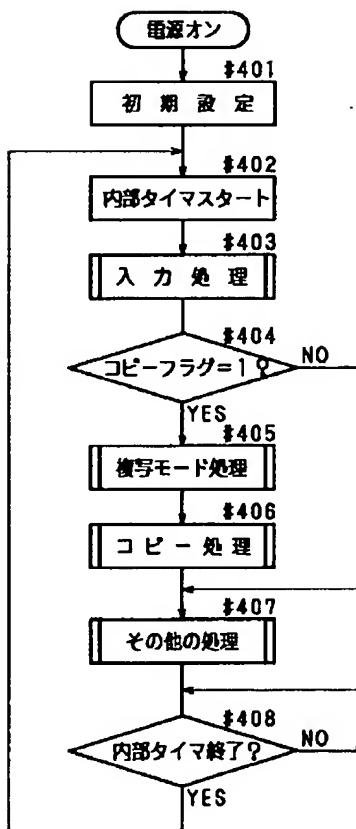 電源オン
#401
初期設定
#402
内部タイマスタート
#403
入力処理
#404
コピーフラグ=1?
NO
YES
#405
複写モード処理
#406
コピー処理
#407
その他の処理
#408
内部タイマ終了?
NO
YES